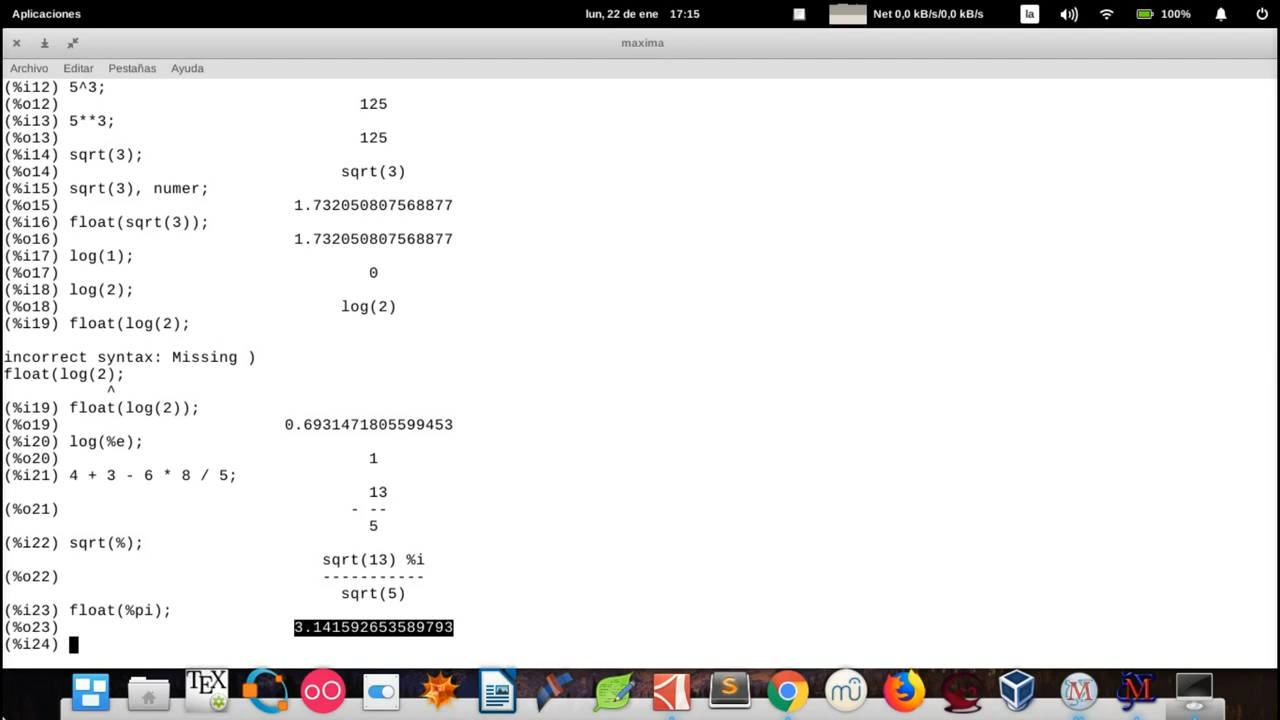 Aplicaciones lun, 22 de ene 17:15 Net 0,0 kB/s/0,0 kB/s la 100%
maxima
Archivo Editar Pestañas Ayuda
(%i12) 5^3;
(%o12) 125
(%i13) 5**3;
(%o13) 125
(%i14) sqrt(3);
(%o14) sqrt(3)
(%i15) sqrt(3), numer;
(%o15) 1.732050807568877
(%i16) float(sqrt(3));
(%o16) 1.732050807568877
(%i17) log(1);
(%o17) 0
(%i18) log(2);
(%o18) log(2)
(%i19) float(log(2);
incorrect syntax: Missing )
float(log(2);
^
(%i19) float(log(2));
(%o19) 0.6931471805599453
(%i20) log(%e);
(%o20) 1
(%i21) 4 + 3 - 6 * 8 / 5;
13
(%o21) - --
5
(%i22) sqrt(%);
sqrt(13) %i
(%o22) -----------
sqrt(5)
(%i23) float(%pi);
(%o23) 3.141592653589793
(%i24)
TEX S mu M M